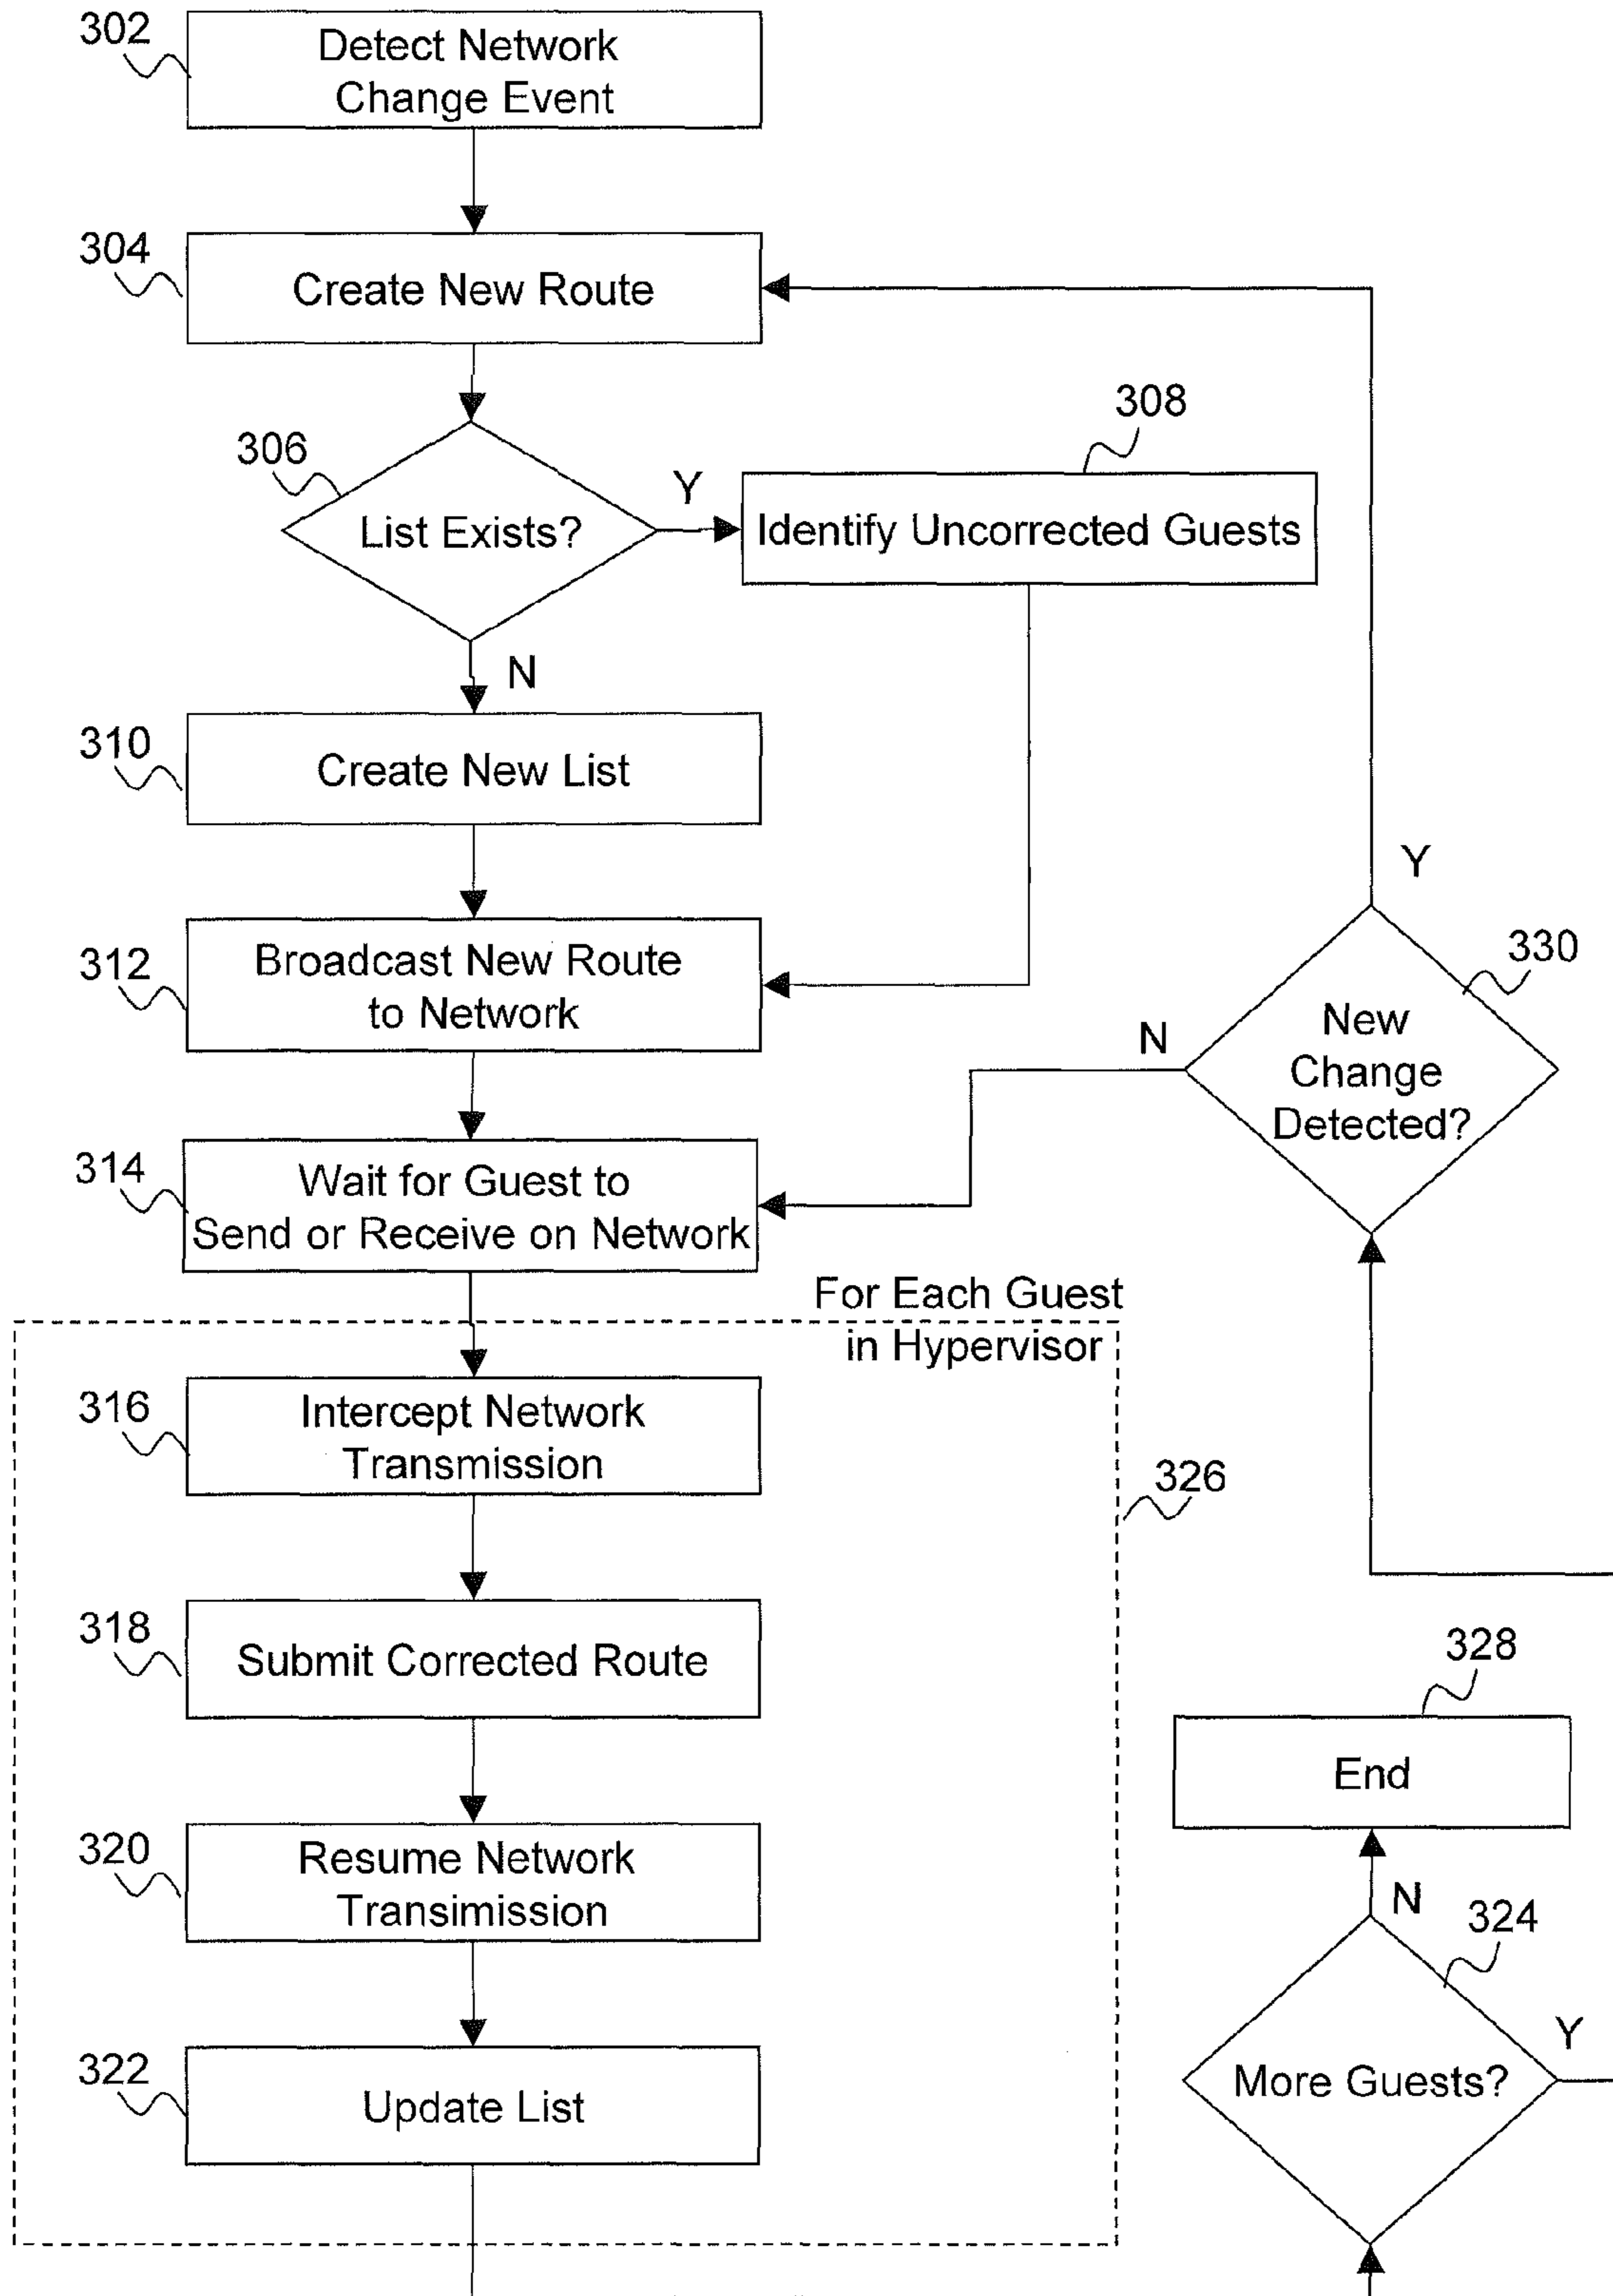 302
Detect Network
Change Event
304
Create New Route
308
306
Y
List Exists?
Identify Uncorrected Guests
N
310
Create New List
Y
330
312
Broadcast New Route
to Network
New
Change
Detected?
N
314
Wait for Guest to
Send or Receive on Network
For Each Guest
in Hypervisor
316
Intercept Network
Transmission
326
318
Submit Corrected Route
328
End
320
Resume Network
Transimission
N
324
Y
322
Update List
More Guests?